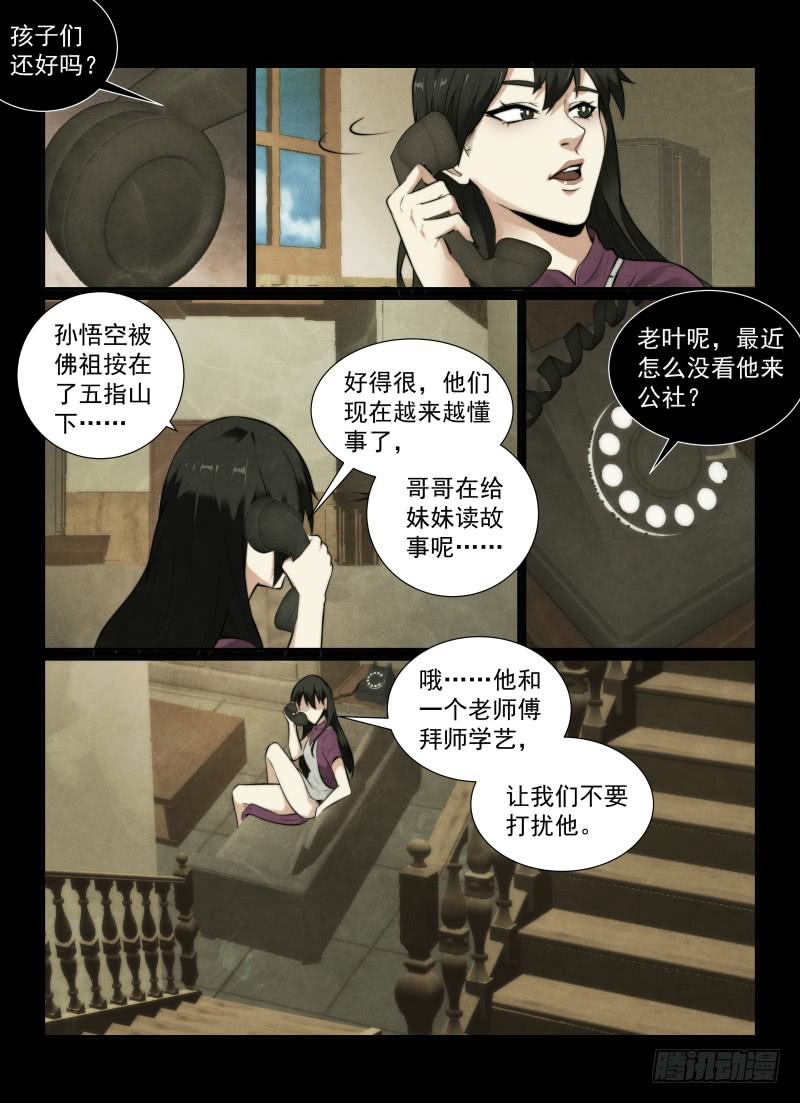 孩子们
还好吗？
孙悟空被
佛祖按在
了五指山
下……
好得很，他们
现在越来越懂
事了，
哥哥在给
妹妹读故
事呢……
老叶呢，最近
怎么没看他来
公社？
哦……他和
一个老师傅
拜师学艺，
让我们不要
打扰他。
腾讯动漫